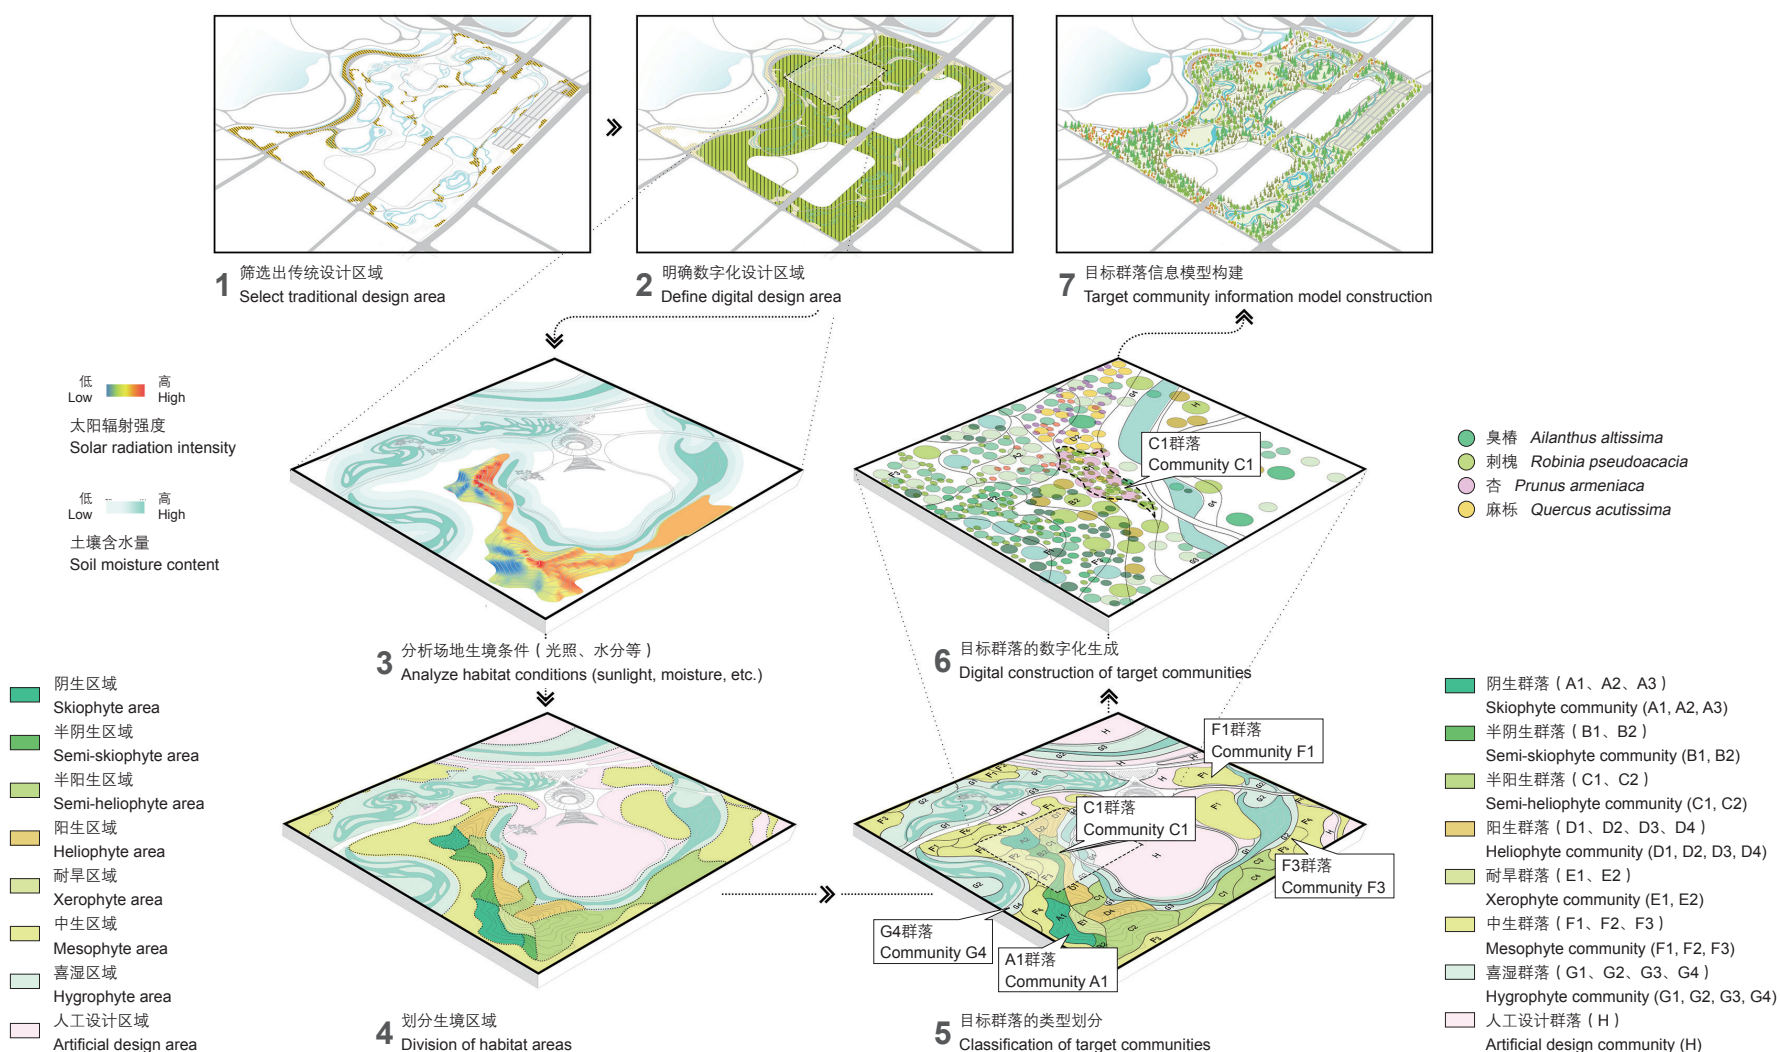 1 筛选出传统设计区域
Select traditional design area
2 明确数字化设计区域
Define digital design area
7 目标群落信息模型构建
Target community information model construction
低 高
Low High
太阳辐射强度
Solar radiation intensity
低 高
Low High
土壤含水量
Soil moisture content
3 分析场地生境条件（光照、水分等）
Analyze habitat conditions (sunlight, moisture, etc.)
C1群落
Community C1
6 目标群落的数字化生成
Digital construction of target communities
臭椿 Ailanthus altissima
刺槐 Robinia pseudoacacia
杏 Prunus armeniaca
麻栎 Quercus acutissima
阴生区域
Skiophyte area
半阴生区域
Semi-skiophyte area
半阳生区域
Semi-heliophyte area
阳生区域
Heliophyte area
耐旱区域
Xerophyte area
中生区域
Mesophyte area
喜湿区域
Hygrophyte area
人工设计区域
Artificial design area
4 划分生境区域
Division of habitat areas
F1群落
Community F1
C1群落
Community C1
F3群落
Community F3
G4群落
Community G4
A1群落
Community A1
5 目标群落的类型划分
Classification of target communities
阴生群落（A1、A2、A3）
Skiophyte community (A1, A2, A3)
半阴生群落（B1、B2）
Semi-skiophyte community (B1, B2)
半阳生群落（C1、C2）
Semi-heliophyte community (C1, C2)
阳生群落（D1、D2、D3、D4）
Heliophyte community (D1, D2, D3, D4)
耐旱群落（E1、E2）
Xerophyte community (E1, E2)
中生群落（F1、F2、F3）
Mesophyte community (F1, F2, F3)
喜湿群落（G1、G2、G3、G4）
Hygrophyte community (G1, G2, G3, G4)
人工设计群落（H）
Artificial design community (H)